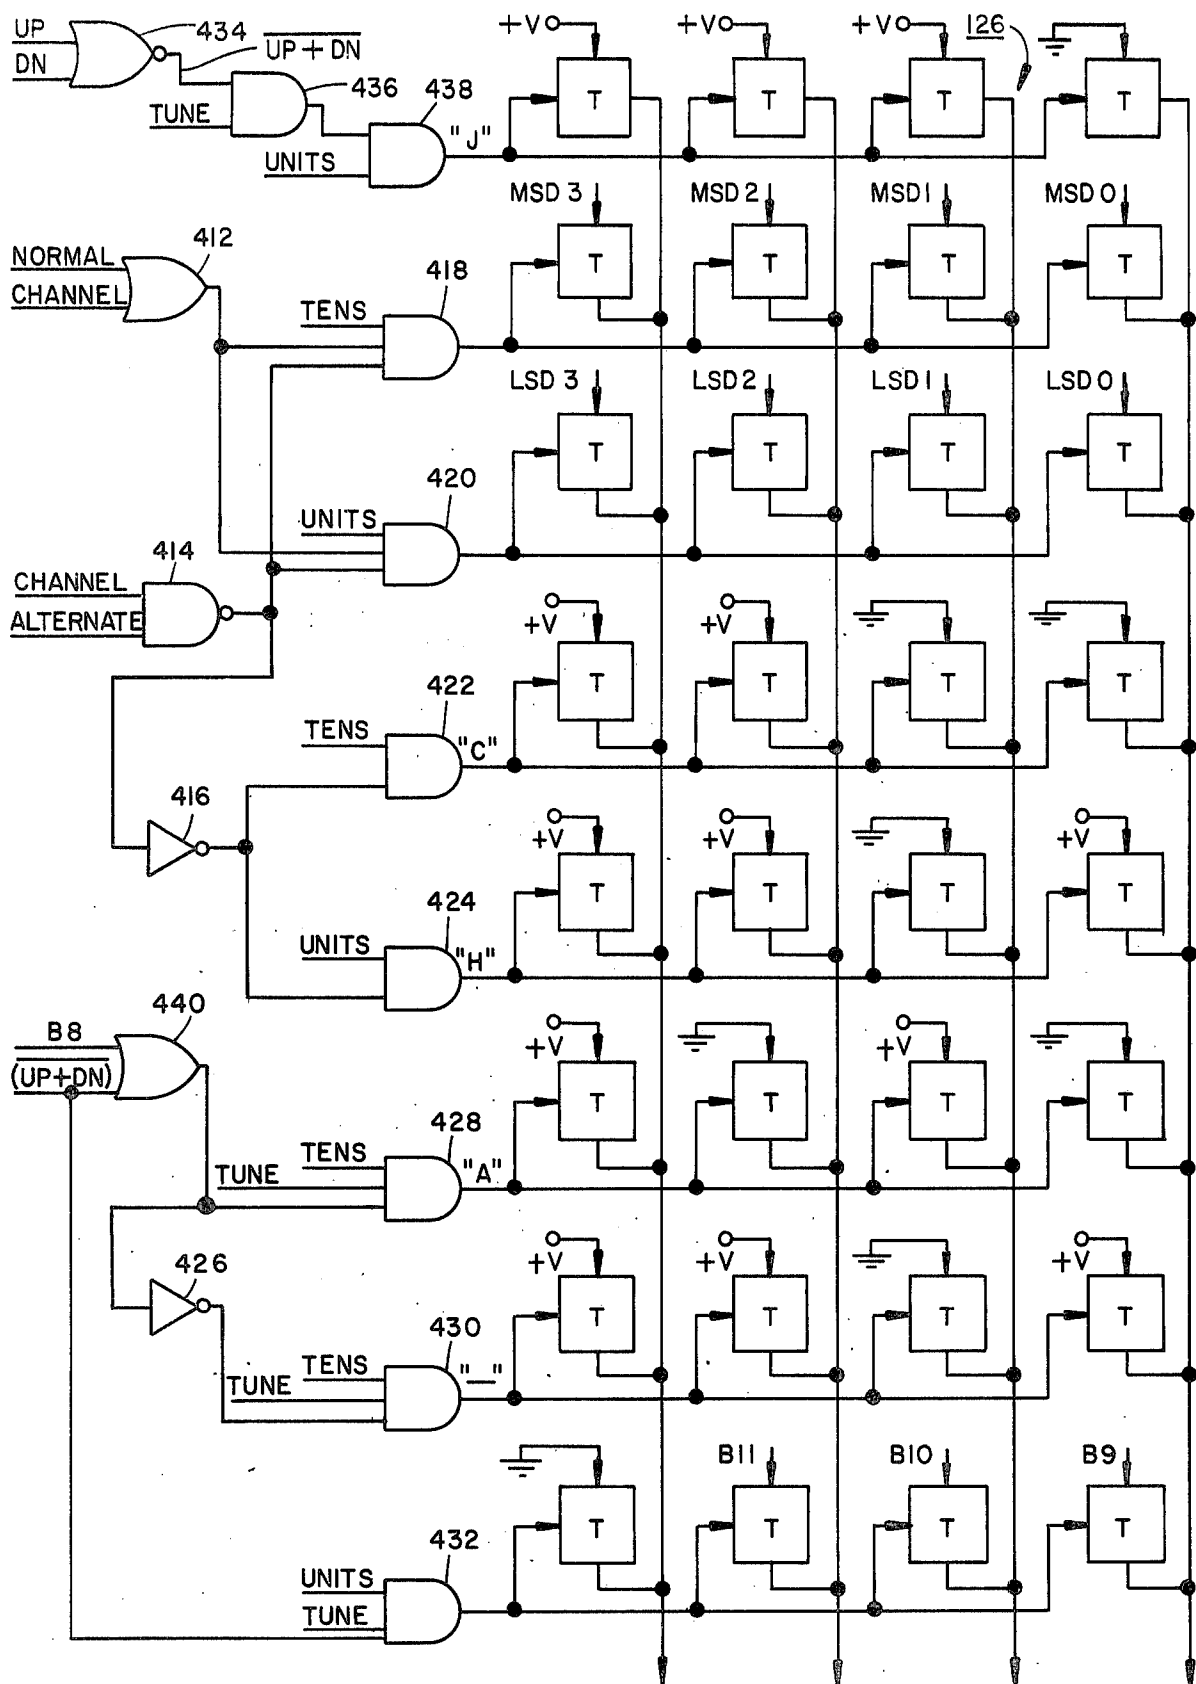 UP 434 UP + DN +V +V +V 126
DN
436 438
TUNE T T T T
UNITS "J"
MSD 3 MSD 2 MSD 1 MSD 0
NORMAL 412
CHANNEL 418 T T T T
TENS
LSD 3 LSD 2 LSD 1 LSD 0
420 T T T T
UNITS
414
CHANNEL
ALTERNATE +V +V
422 T T T T
TENS "C"
416
+V +V +V
424 T T T T
UNITS "H"
440
B8 +V +V
(UP+DN)
428 T T T T
TENS "A"
TUNE
426 +V +V +V
430 T T T T
TENS "—"
TUNE
B11 B10 B9
432 T T T T
UNITS
TUNE